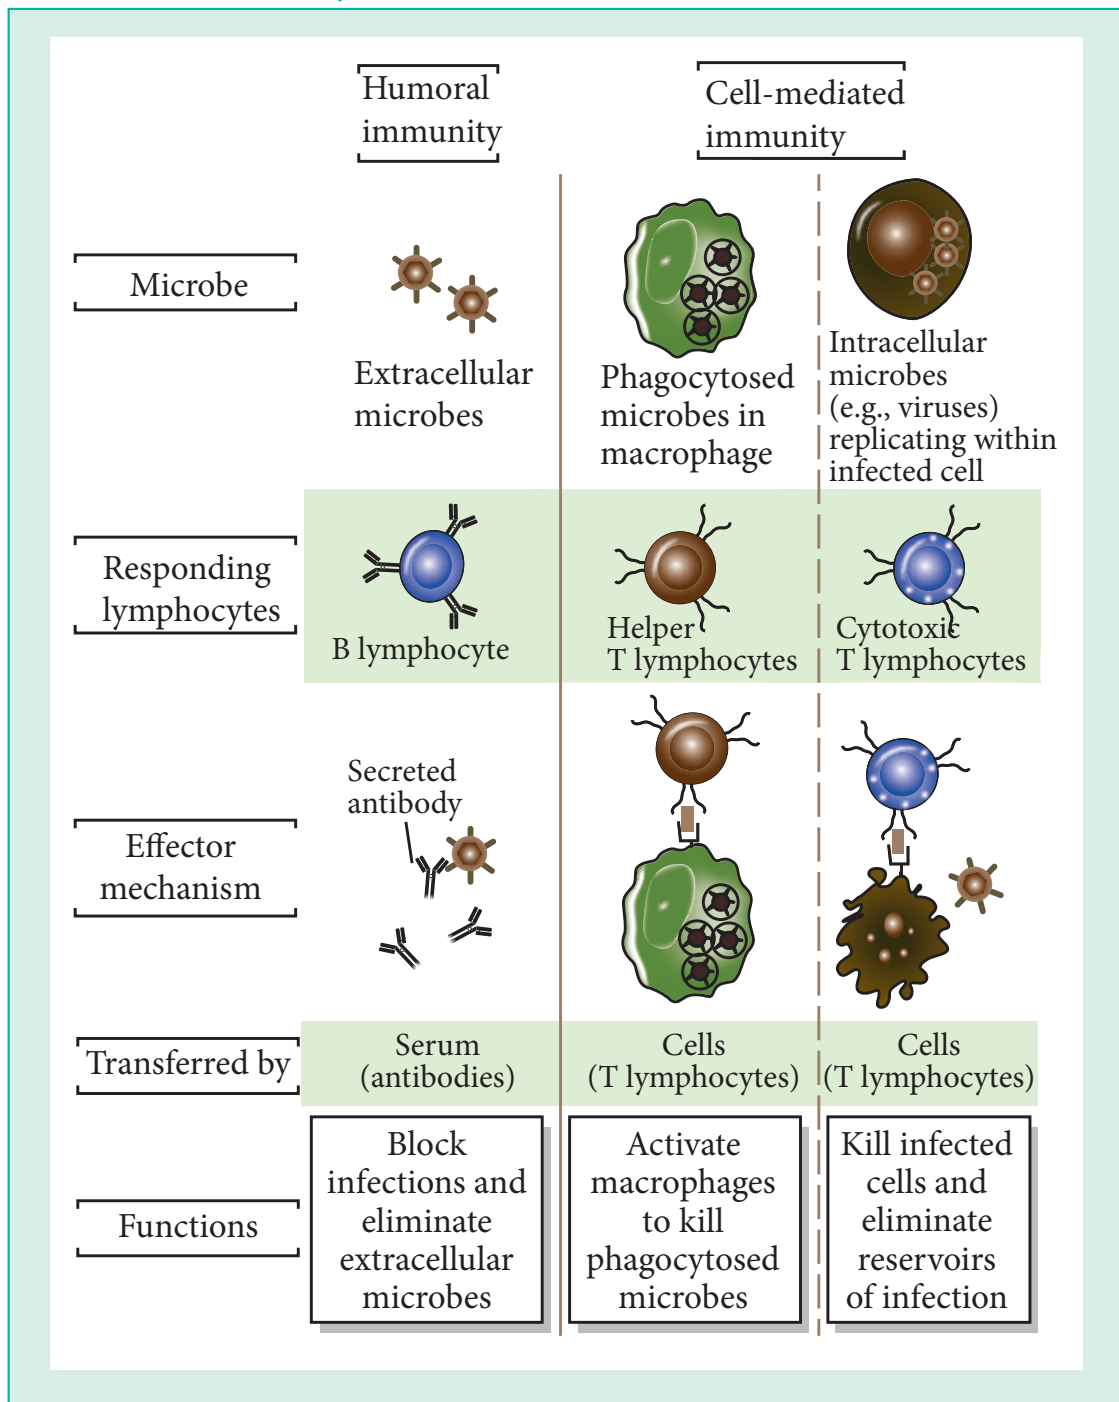 Humoral
immunity
Cell-mediated
immunity
Microbe
Extracellular
microbes
Phagocytosed
microbes in
macrophage
Intracellular
microbes
(e.g., viruses)
replicating within
infected cell
Responding
lymphocytes
B lymphocyte
Helper
T lymphocytes
Cytotoxic
T lymphocytes
Effector
mechanism
Secreted
antibody
Transferred by
Serum
(antibodies)
Cells
(T lymphocytes)
Cells
(T lymphocytes)
Functions
Block
infections and
eliminate
extracellular
microbes
Activate
macrophages
to kill
phagocytosed
microbes
Kill infected
cells and
eliminate
reservoirs
of infection